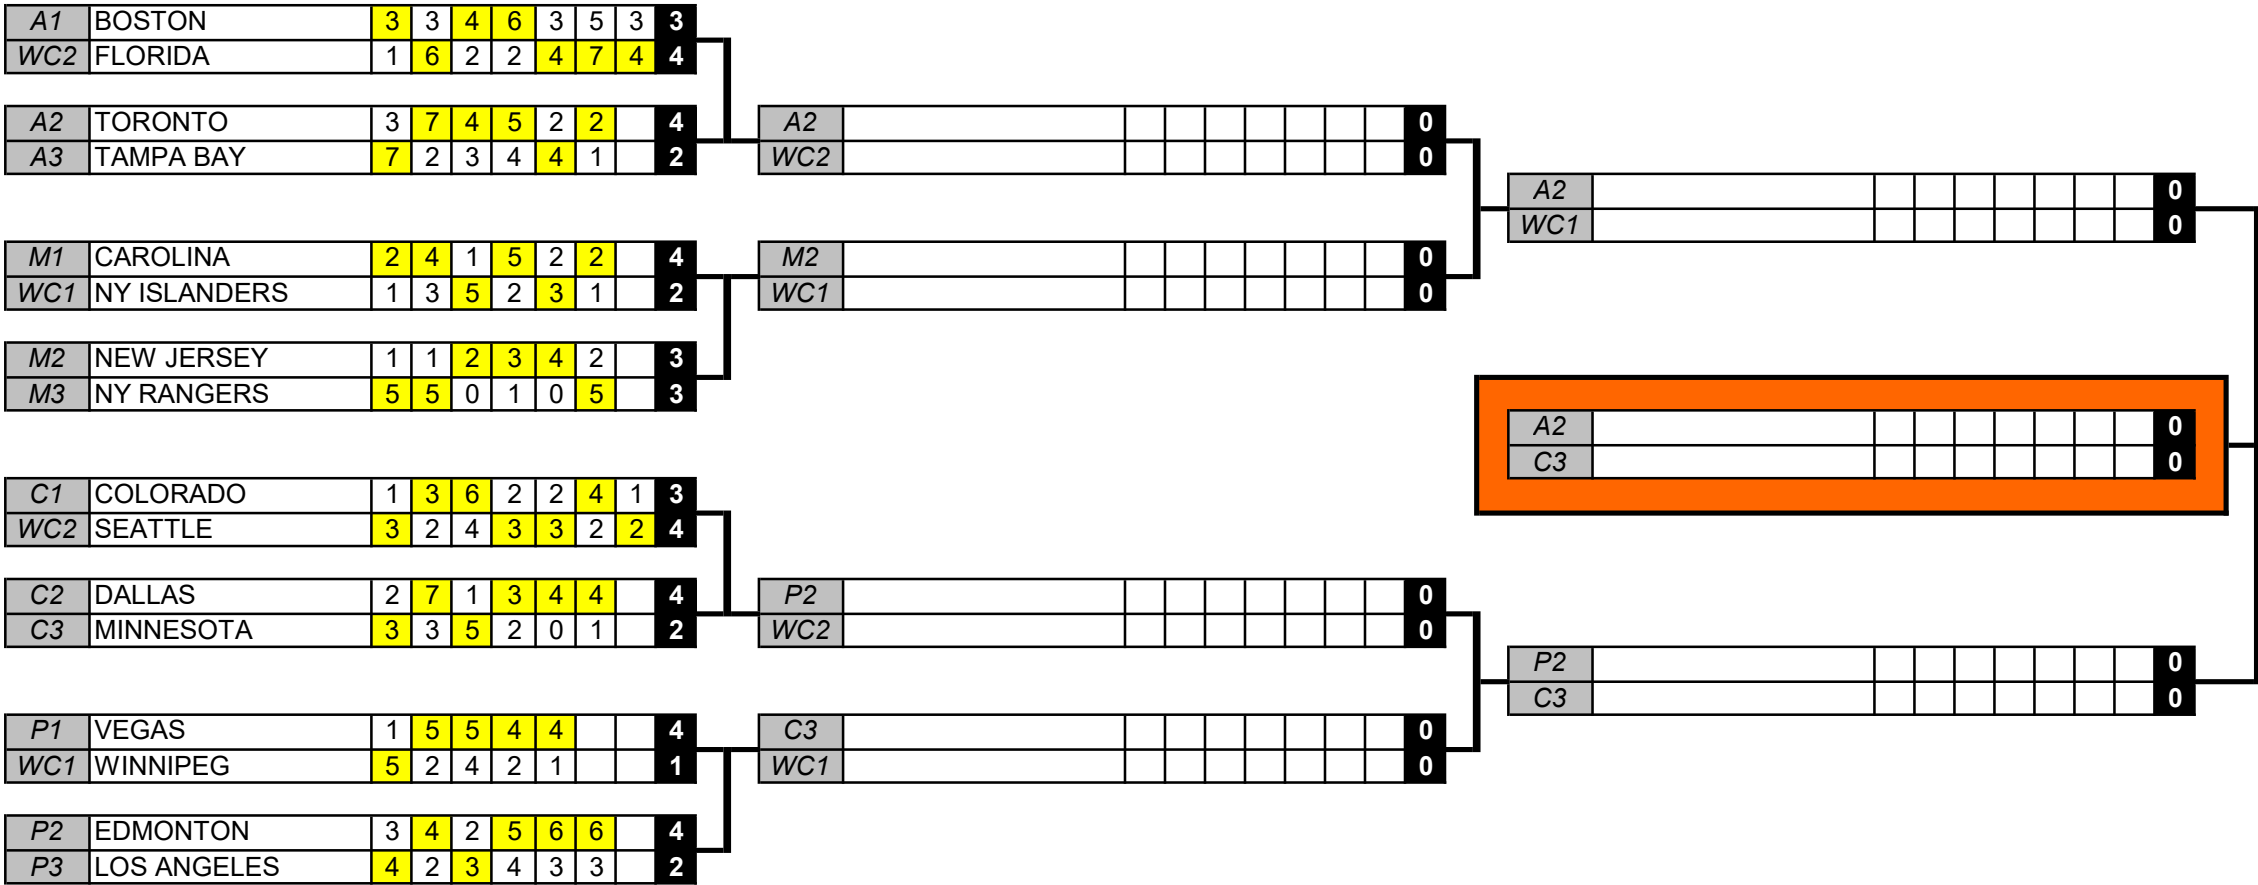 A1 BOSTON 3 3 4 6 3 5 3 3
WC2 FLORIDA 1 6 2 2 4 7 4 4
A2 TORONTO 3 7 4 5 2 2 4
A3 TAMPA BAY 7 2 3 4 4 1 2
A2 0
WC2 0
A2 0
WC1 0
M1 CAROLINA 2 4 1 5 2 2 4
WC1 NY ISLANDERS 1 3 5 2 3 1 2
M2 0
WC1 0
M2 NEW JERSEY 1 1 2 3 4 2 3
M3 NY RANGERS 5 5 0 1 0 5 3
A2 0
C3 0
C1 COLORADO 1 3 6 2 2 4 1 3
WC2 SEATTLE 3 2 4 3 3 2 2 4
C2 DALLAS 2 7 1 3 4 4 4
C3 MINNESOTA 3 3 5 2 0 1 2
P2 0
WC2 0
P2 0
C3 0
P1 VEGAS 1 5 5 4 4 4
WC1 WINNIPEG 5 2 4 2 1 1
C3 0
WC1 0
P2 EDMONTON 3 4 2 5 6 6 4
P3 LOS ANGELES 4 2 3 4 3 3 2